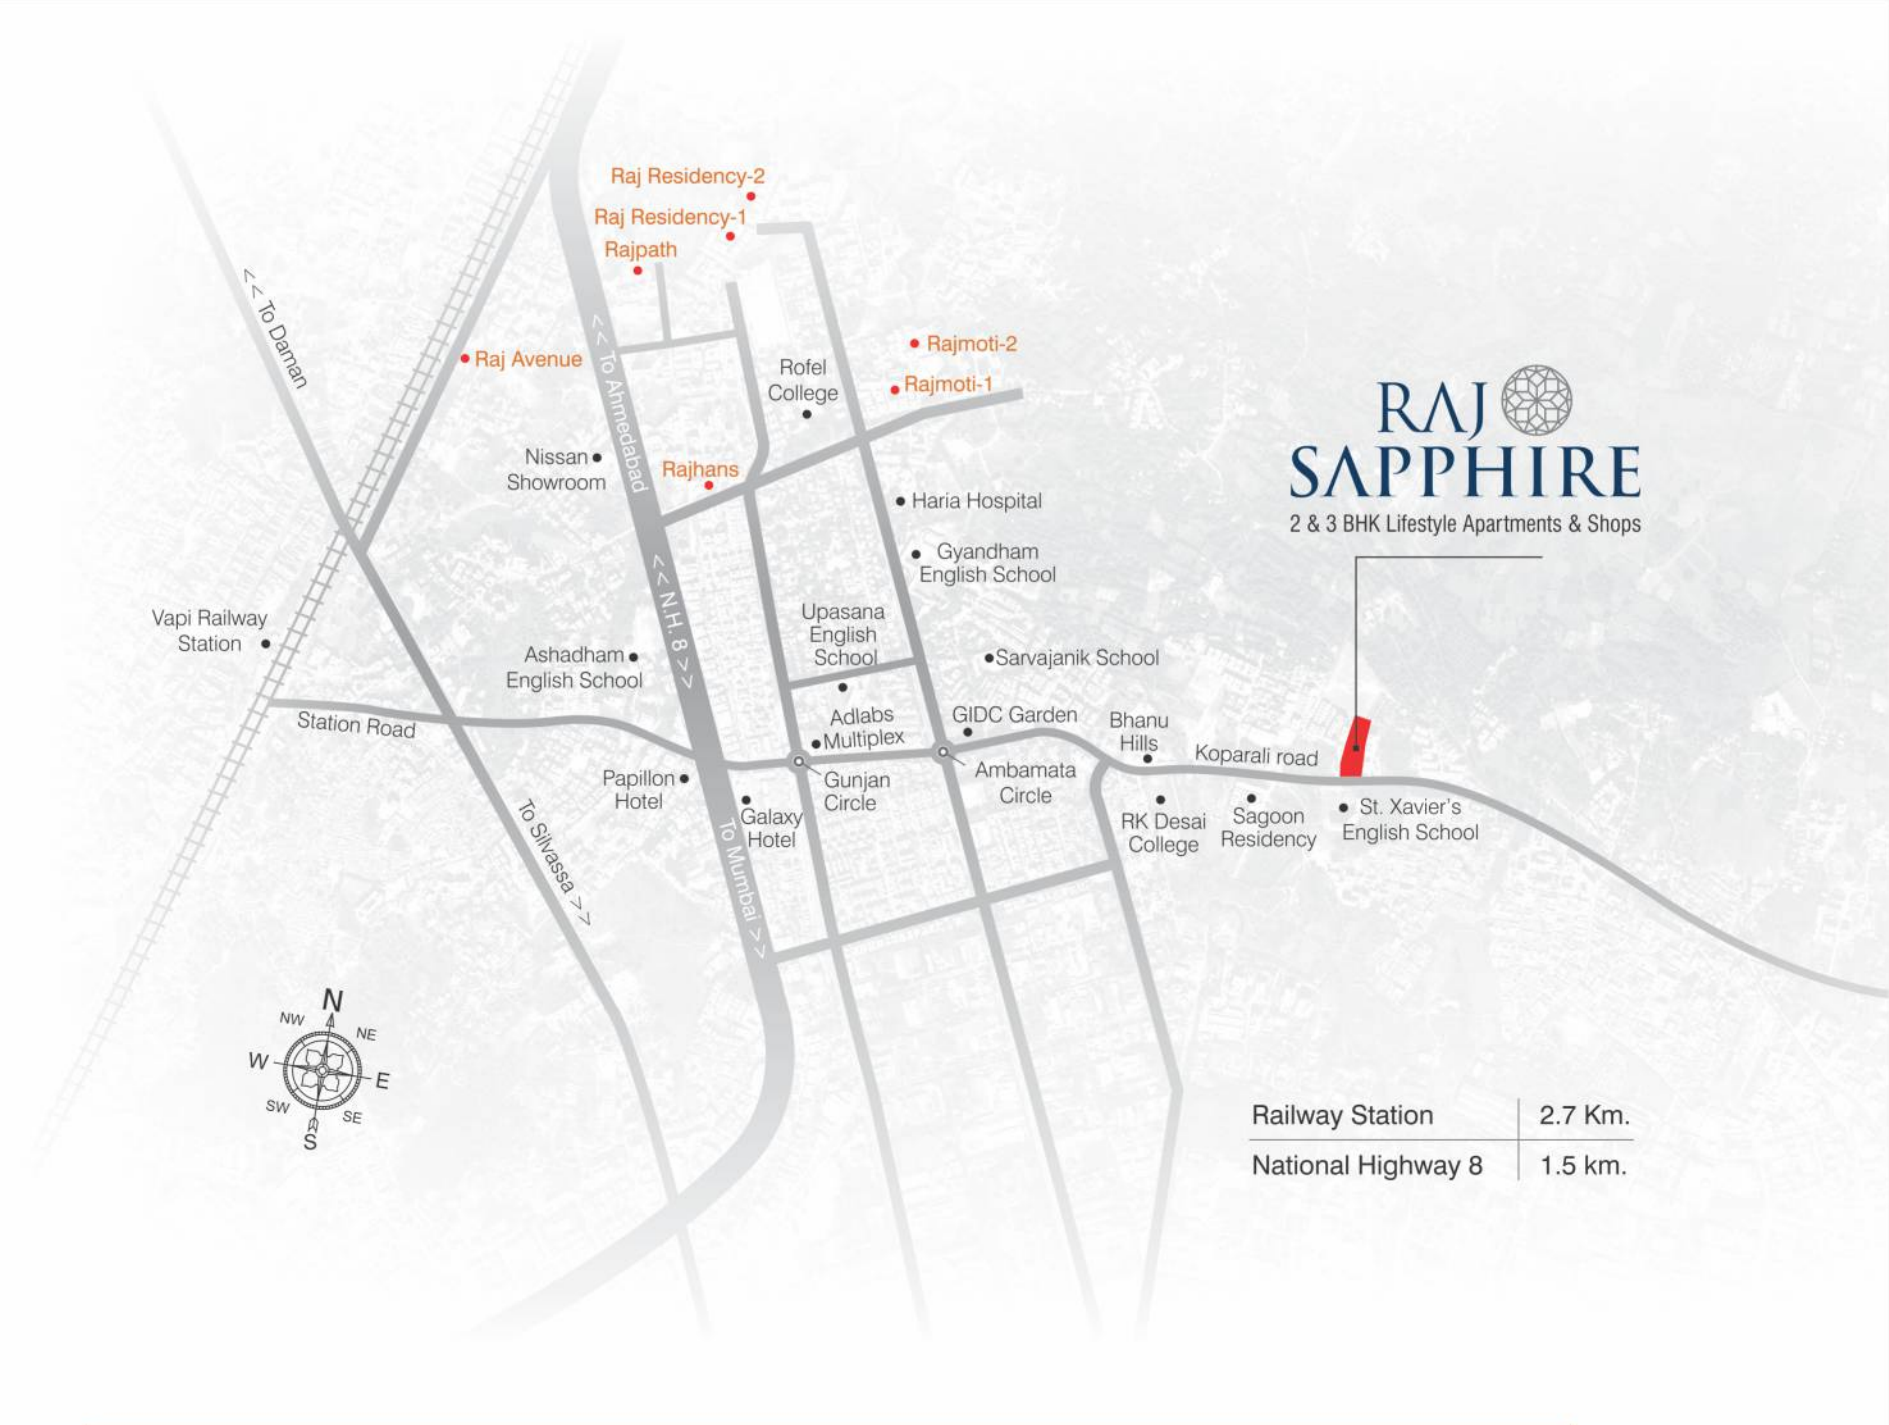 Raj Residency-2
Raj Residency-1
Rajpath
<< To Daman
Raj Avenue
<< To Ahmedabad
Rofel
College
Rajmoti-2
Rajmoti-1
Nissan
Showroom
Rajhans
Haria Hospital
Gyandham
English School
RAJ
SAPPHIRE
2 & 3 BHK Lifestyle Apartments & Shops
<< N.H. 8 >>
Vapi Railway
Station
Ashadham
English School
Upasana
English
School
Sarvajanik School
Station Road
Adlabs
Multiplex
GIDC Garden
Bhanu
Hills
Koparali road
Papillon
Hotel
Gunjan
Circle
Ambamata
Circle
To Silvassa >>
Galaxy
Hotel
To Mumbai >>
RK Desai
College
Sagoon
Residency
St. Xavier's
English School
N
NW
NE
W
E
SW
SE
S
Railway Station 2.7 Km.
National Highway 8 1.5 km.